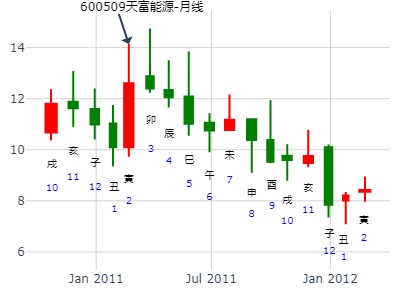 600509天富能源-月线
14
12
10
8
6
戌
10
亥
11
子
12
丑
1
寅
2
卯
3
辰
4
巳
5
午
6
未
7
申
8
酉
9
戌
10
亥
11
子
12
丑
1
寅
2
Jan 2011
Jul 2011
Jan 2012